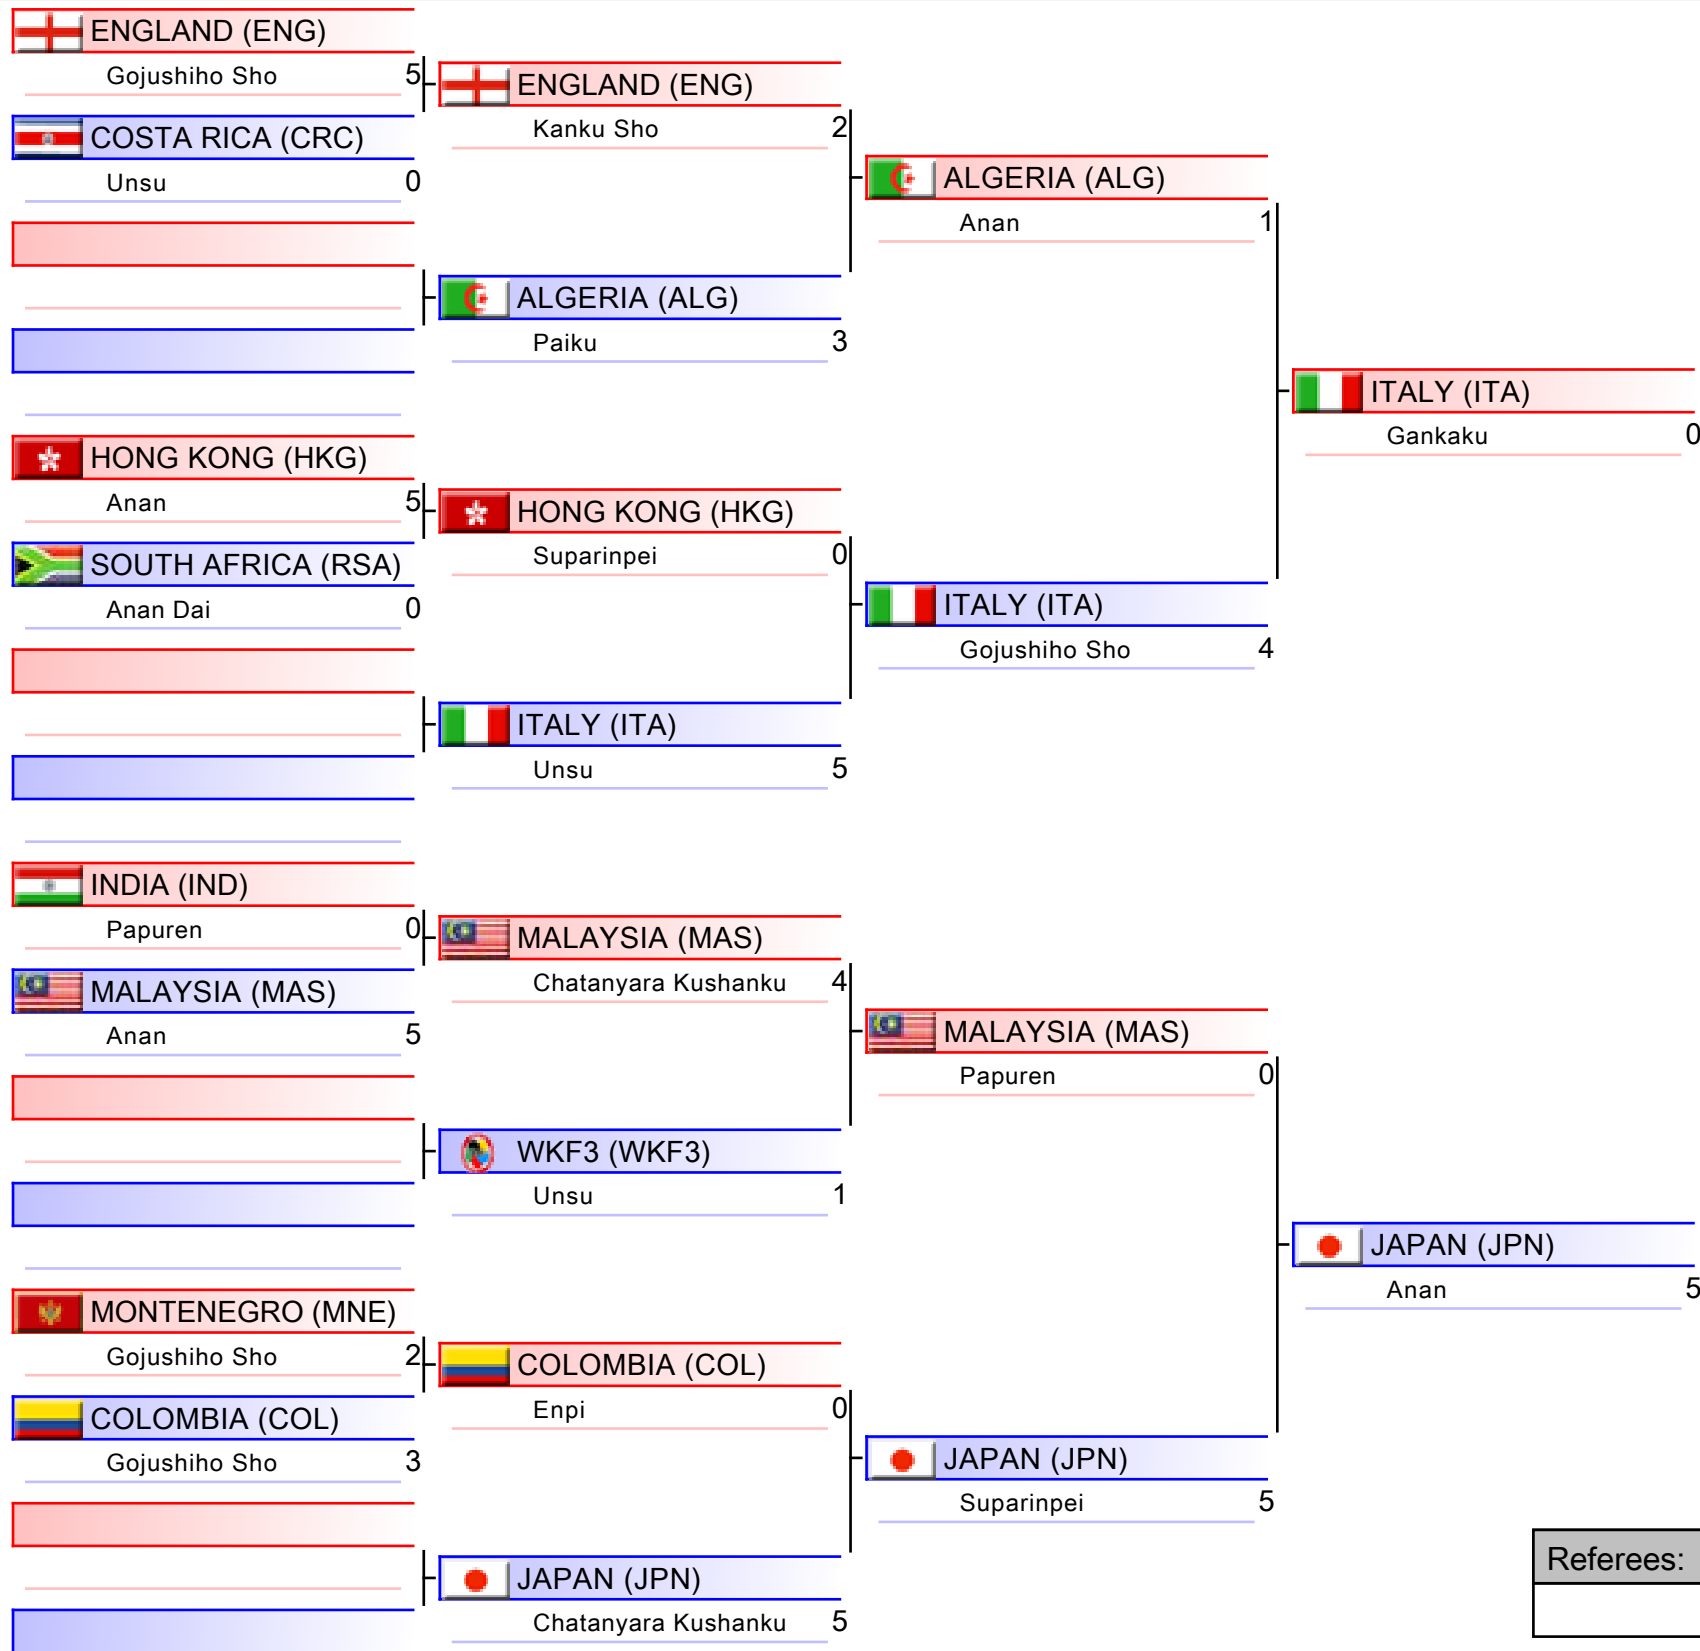 ENGLAND (ENG)
Gojushiho Sho 5
COSTA RICA (CRC)
Unsu 0
HONG KONG (HKG)
Anan 5
SOUTH AFRICA (RSA)
Anan Dai 0
INDIA (IND)
Papuren 0
MALAYSIA (MAS)
Anan 5
MONTENEGRO (MNE)
Gojushiho Sho 2
COLOMBIA (COL)
Gojushiho Sho 3
ENGLAND (ENG)
Kanku Sho 2
ALGERIA (ALG)
Paiku 3
HONG KONG (HKG)
Suparinpei 0
ITALY (ITA)
Unsu 5
MALAYSIA (MAS)
Chatanyara Kushanku 4
WKF3 (WKF3)
Unsu 1
COLOMBIA (COL)
Enpi 0
JAPAN (JPN)
Chatanyara Kushanku 5
ALGERIA (ALG)
Anan 1
ITALY (ITA)
Gojushiho Sho 4
MALAYSIA (MAS)
Papuren 0
JAPAN (JPN)
Suparinpei 5
ITALY (ITA)
Gankaku 0
JAPAN (JPN)
Anan 5
Referees: